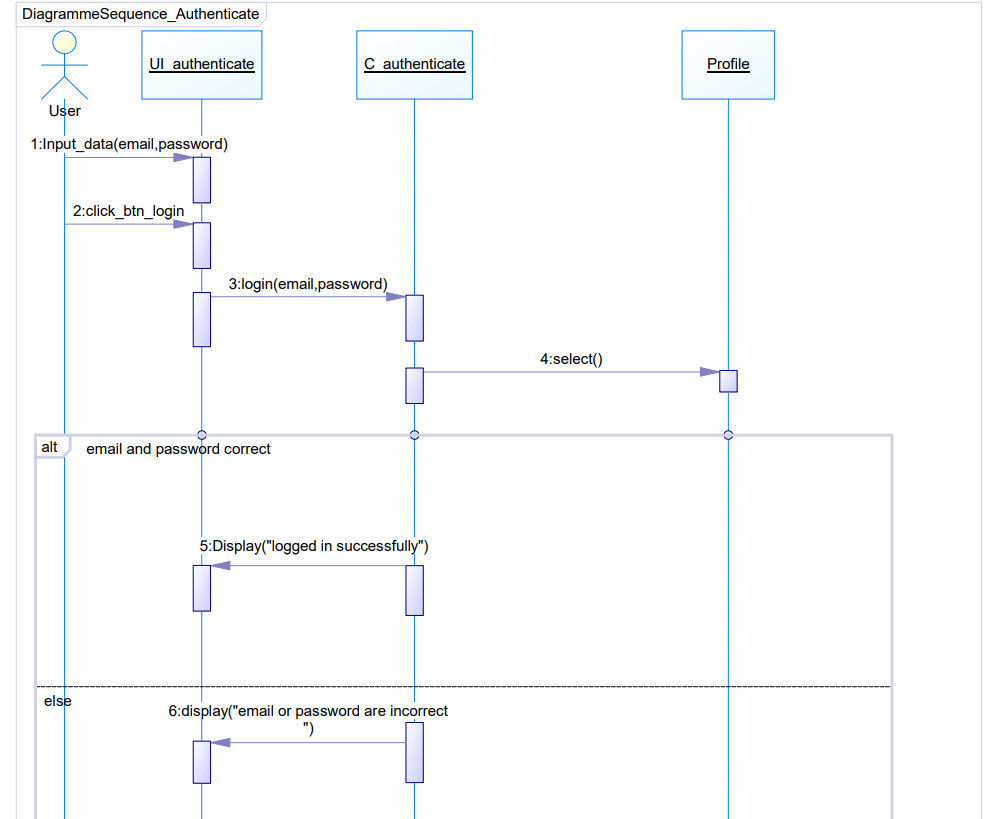 DiagrammeSequence_Authenticate
UI_authenticate
C_authenticate
Profile
User
1:Input_data(email,password)
2:click_btn_login
3:login(email,password)
4:select()
alt
email and password correct
5:Display("logged in successfully")
else
6:display("email or password are incorrect
")